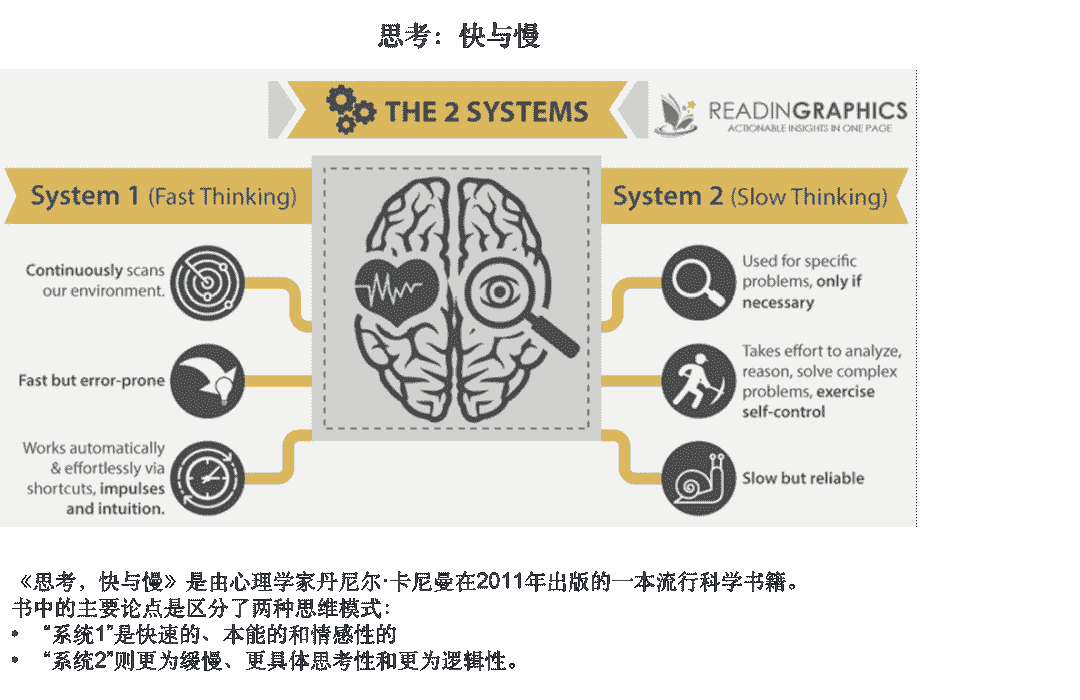 思考：快与慢
THE 2 SYSTEMS
READINGRAPHICS
ACTIONABLE INSIGHTS IN ONE PAGE
System 1 (Fast Thinking)
Continuously scans
our environment.
Fast but error-prone
Works automatically
& effortlessly via
shortcuts, impulses
and intuition.
System 2 (Slow Thinking)
Used for specific
problems, only if
necessary
Takes effort to analyze,
reason, solve complex
problems, exercise
self-control
Slow but reliable
《思考，快与慢》是由心理学家丹尼尔·卡尼曼在2011年出版的一本流行科学书籍。
书中的主要论点是区分了两种思维模式：
• “系统1”是快速的、本能的和情感性的
• “系统2”则更为缓慢、更具体思考性和更为逻辑性。